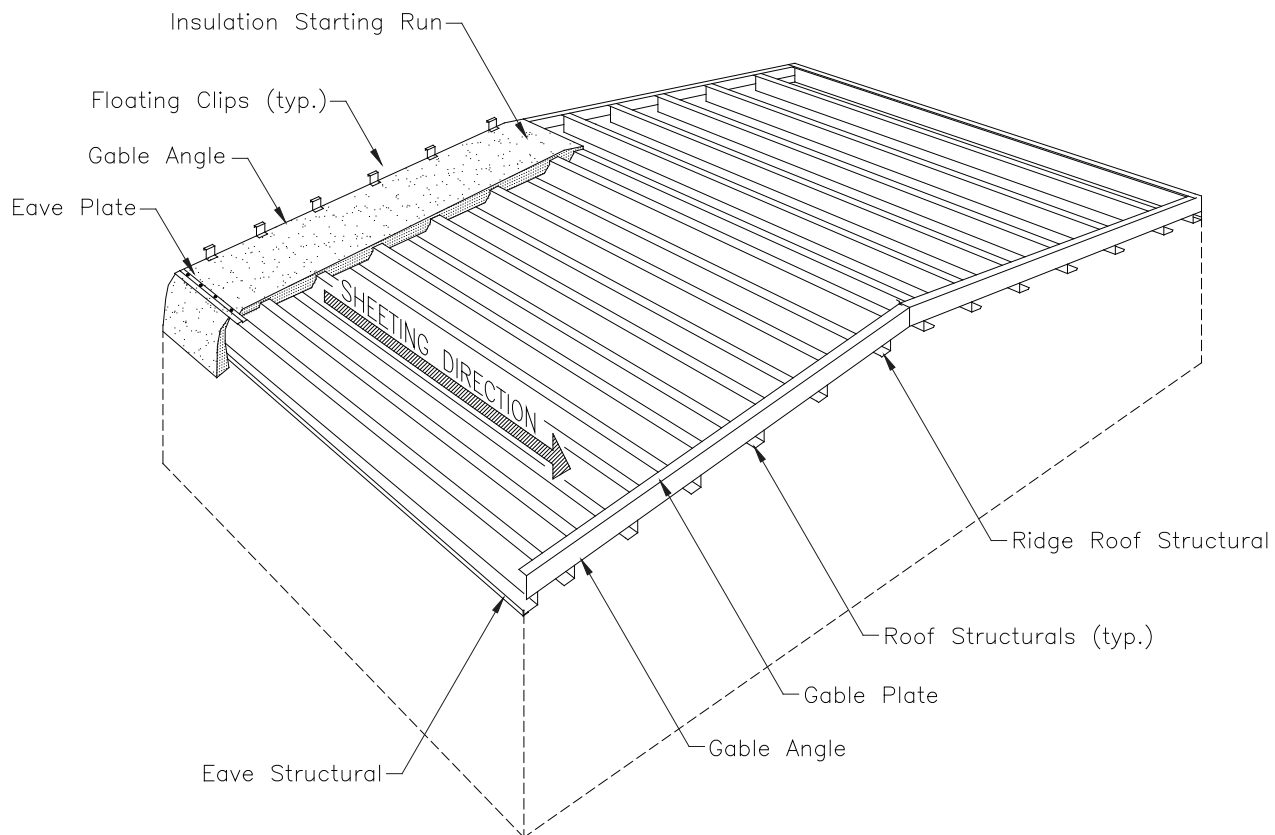 Insulation Starting Run
Floating Clips (typ.)
Gable Angle
Eave Plate
SHEETING DIRECTION
Ridge Roof Structural
Roof Structurals (typ.)
Gable Plate
Gable Angle
Eave Structural